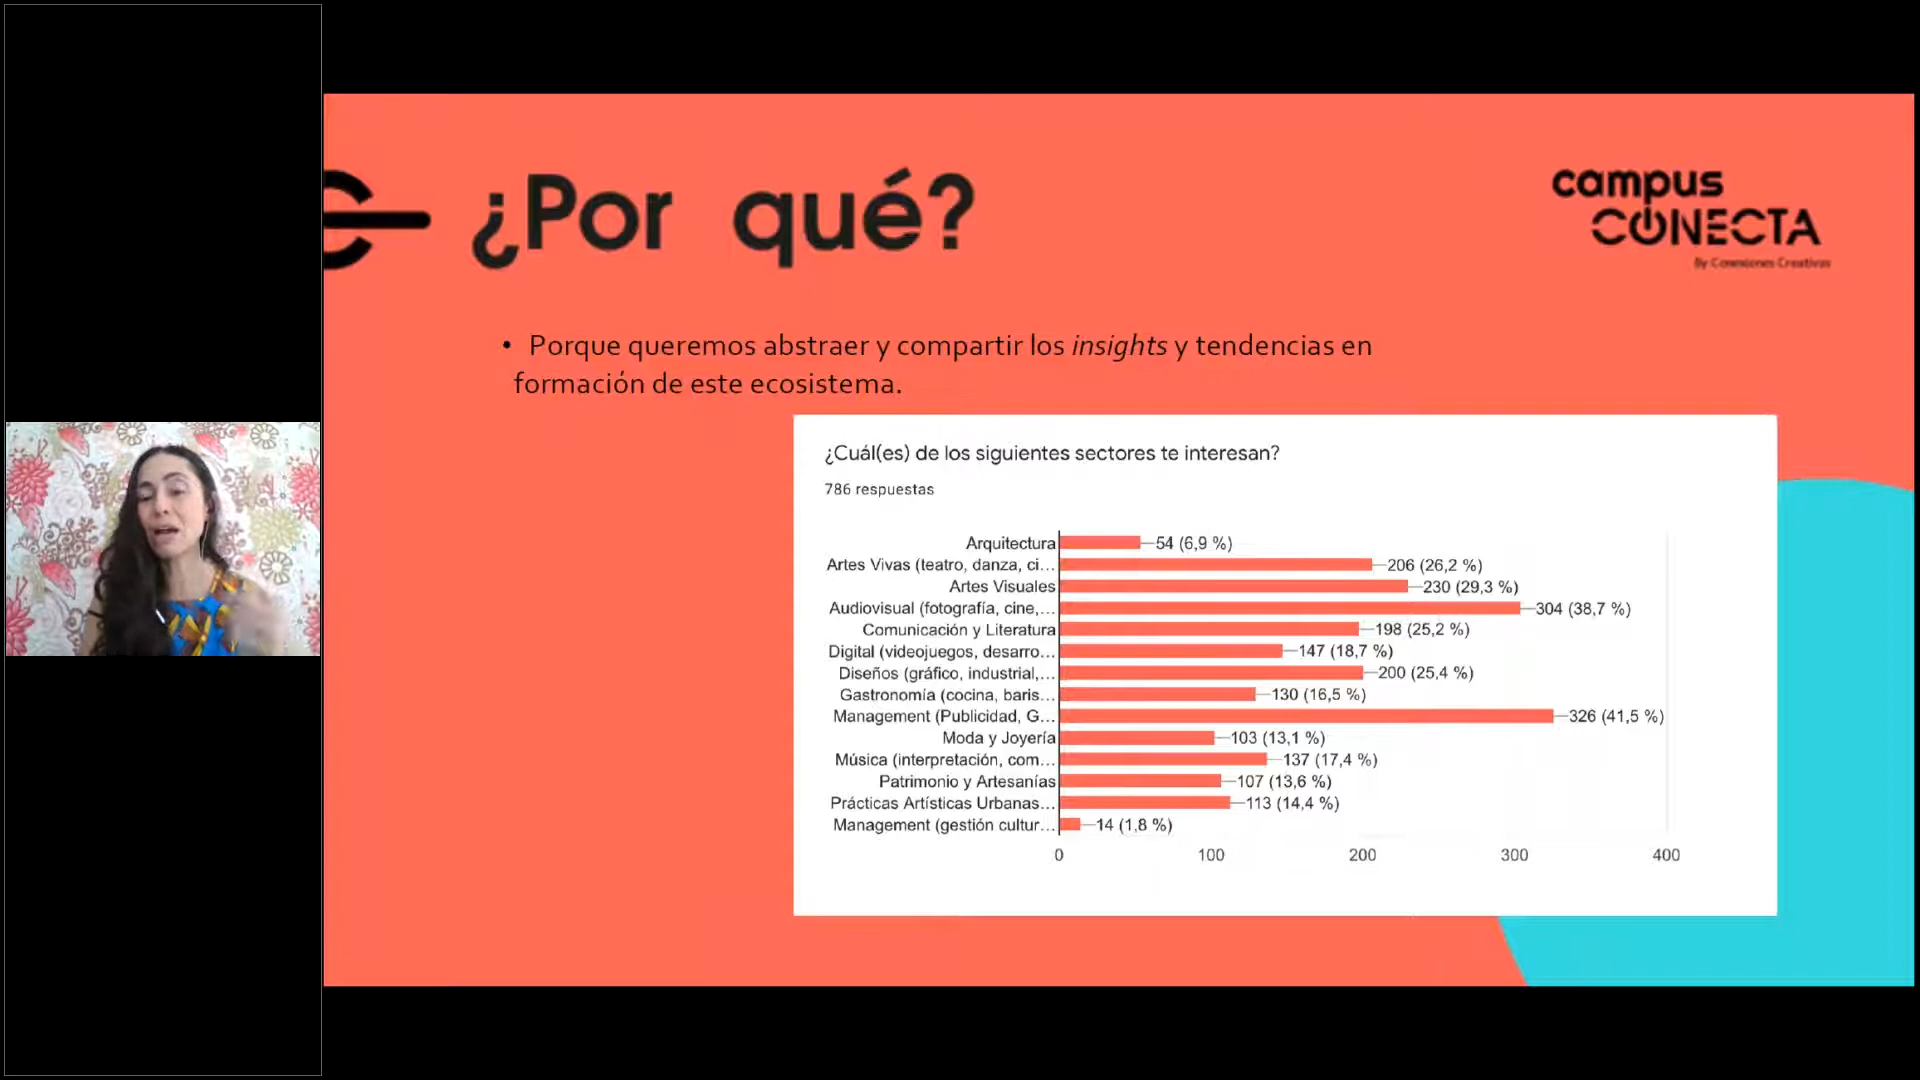 ¿Por qué?
campus
CONECTA
By Conexiones Creativas
• Porque queremos abstraer y compartir los insights y tendencias en
formación de este ecosistema.
¿Cuál(es) de los siguientes sectores te interesan?
786 respuestas
Arquitectura 54 (6,9 %)
Artes Vivas (teatro, danza, ci... 206 (26,2 %)
Artes Visuales 230 (29,3 %)
Audiovisual (fotografía, cine,... 304 (38,7 %)
Comunicación y Literatura 198 (25,2 %)
Digital (videojuegos, desarro... 147 (18,7 %)
Diseños (gráfico, industrial,... 200 (25,4 %)
Gastronomía (cocina, baris... 130 (16,5 %)
Management (Publicidad, G... 326 (41,5 %)
Moda y Joyería 103 (13,1 %)
Música (interpretación, com... 137 (17,4 %)
Patrimonio y Artesanías 107 (13,6 %)
Prácticas Artísticas Urbanas... 113 (14,4 %)
Management (gestión cultur... 14 (1,8 %)
0 100 200 300 400